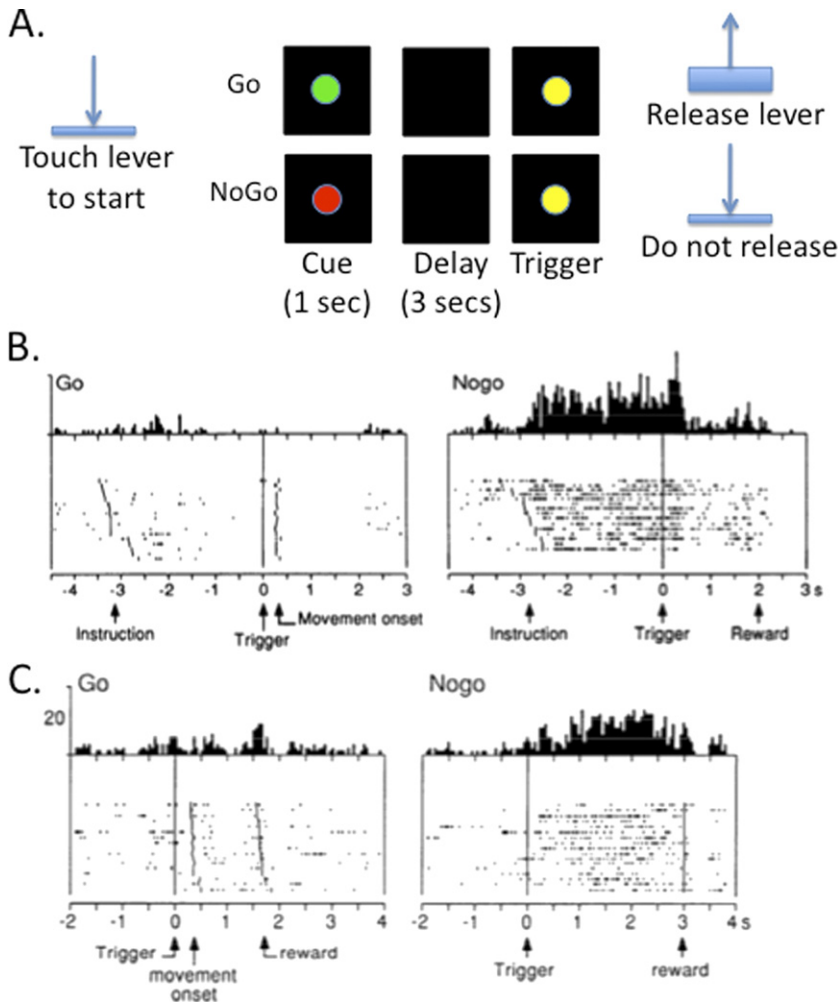 A.
Touch lever
to start
Go
NoGo
Cue
(1 sec)
Delay
(3 secs)
Trigger
Release lever
Do not release
B.
Go
-4 -3 -2 -1 0 1 2 3
Instruction
Trigger
Movement onset
Nogo
-4 -3 -2 -1 0 1 2 3 s
Instruction
Trigger
Reward
C.
Go
20
-2 -1 0 1 2 3 4
Trigger
movement
onset
reward
Nogo
-2 -1 0 1 2 3 4 s
Trigger
reward